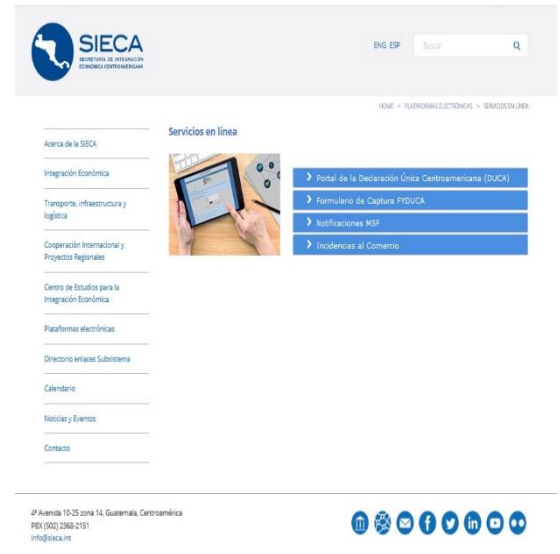 SIECA
SECRETARÍA DE INTEGRACIÓN
ECONÓMICA CENTROAMERICANA
ENG ESP
Buscar
HOME > PLATAFORMAS ELECTRÓNICAS > SERVICIOS EN LÍNEA
Servicios en línea
Acerca de la SIECA
Integración Económica
Transporte, infraestructura y
logística
Cooperación Internacional y
Proyectos Regionales
Centro de Estudios para la
Integración Económica
Plataformas electrónicas
Directorio enlaces Subsistema
Calendario
Noticias y Eventos
Contacto
Portal de la Declaración Única Centroamericana (DUCA)
Formulario de Captura FYDUCA
Notificaciones MSF
Incidencias al Comercio
4ª Avenida 10-25 zona 14, Guatemala, Centroamérica
PBX (502) 2368-2151
info@sieca.int